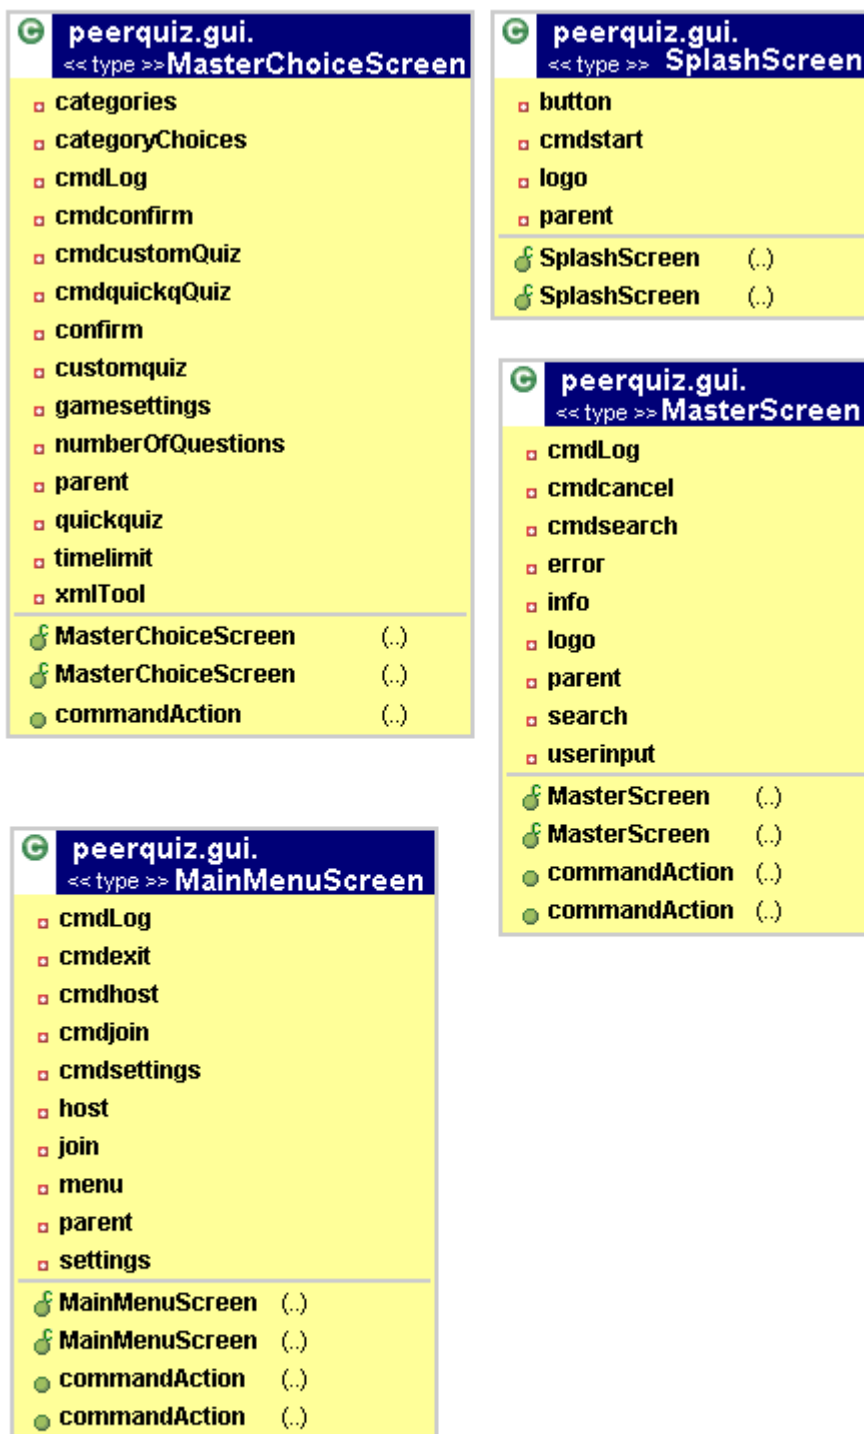 peerquiz.gui.
<< type >> MasterChoiceScreen
categories
categoryChoices
cmdLog
cmdconfirm
cmdcustomQuiz
cmdquickqQuiz
confirm
customquiz
gamesettings
numberOfQuestions
parent
quickquiz
timelimit
xmlTool
MasterChoiceScreen (..)
MasterChoiceScreen (..)
commandAction (..)
peerquiz.gui.
<< type >> SplashScreen
button
cmdstart
logo
parent
SplashScreen (..)
SplashScreen (..)
peerquiz.gui.
<< type >> MasterScreen
cmdLog
cmdcancel
cmdsearch
error
info
logo
parent
search
userinput
MasterScreen (..)
MasterScreen (..)
commandAction (..)
commandAction (..)
peerquiz.gui.
<< type >> MainMenuScreen
cmdLog
cmdexit
cmdhost
cmdjoin
cmdsettings
host
join
menu
parent
settings
MainMenuScreen (..)
MainMenuScreen (..)
commandAction (..)
commandAction (..)